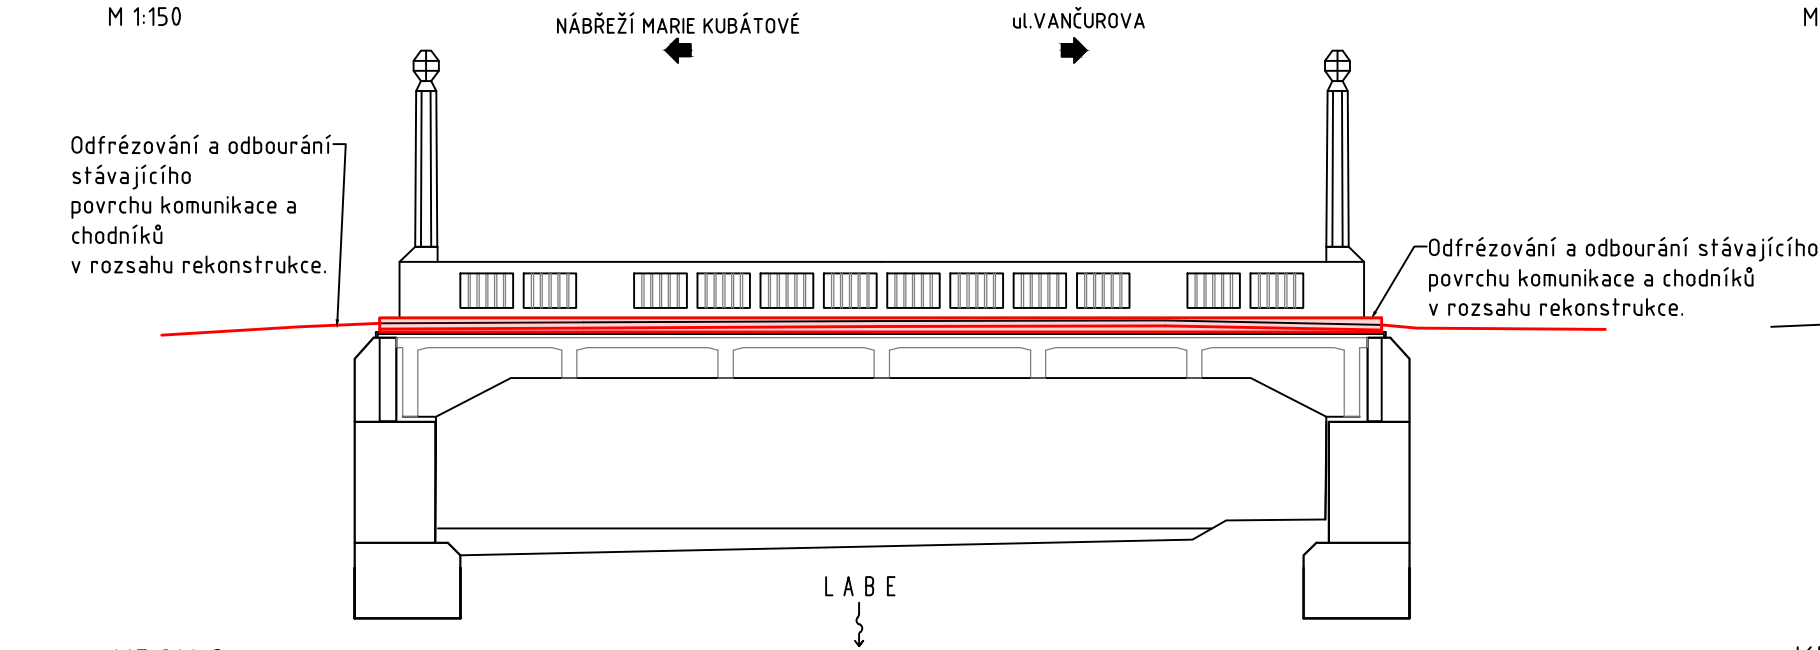 M 1:150
NÁBŘEŽÍ MARIE KUBÁTOVÉ
ul.VANČUROVA
M
Odfrézování a odbourání
stávajícího
povrchu komunikace a
chodníků
v rozsahu rekonstrukce.
Odfrézování a odbourání stávajícího
povrchu komunikace a chodníků
v rozsahu rekonstrukce.
L A B E